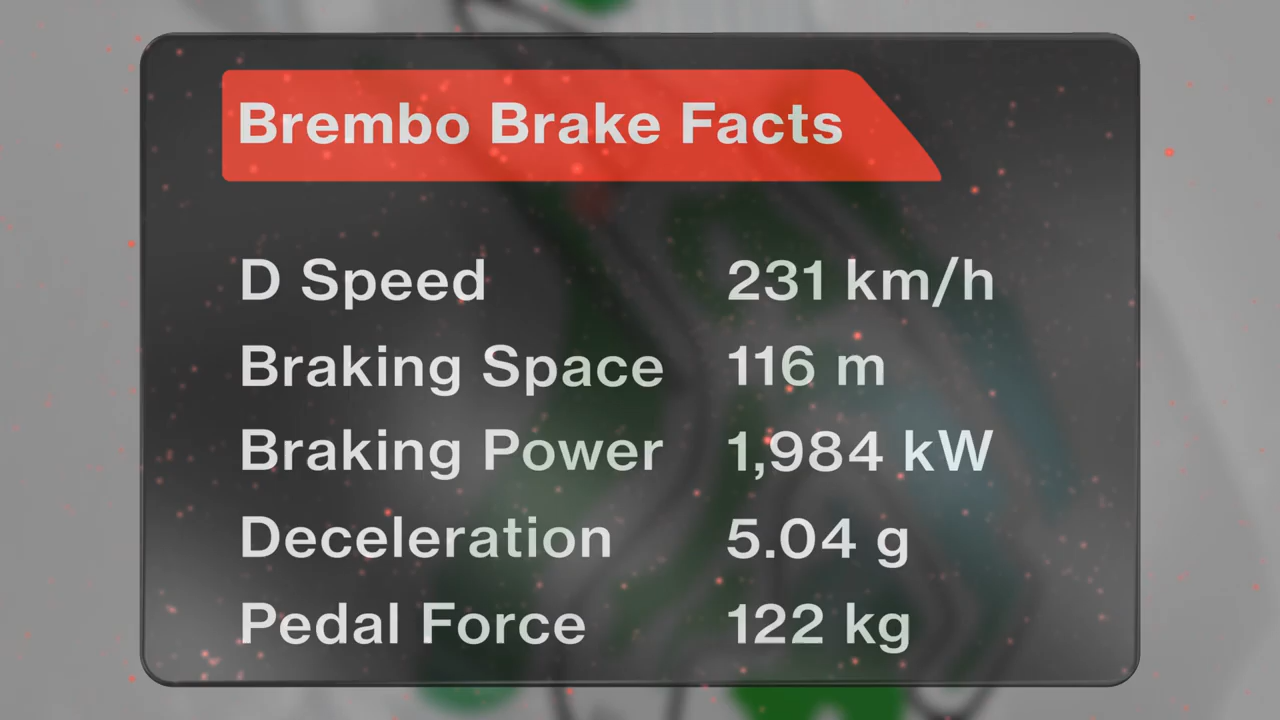 Brembo Brake Facts
D Speed 231 km/h
Braking Space 116 m
Braking Power 1,984 kW
Deceleration 5.04 g
Pedal Force 122 kg